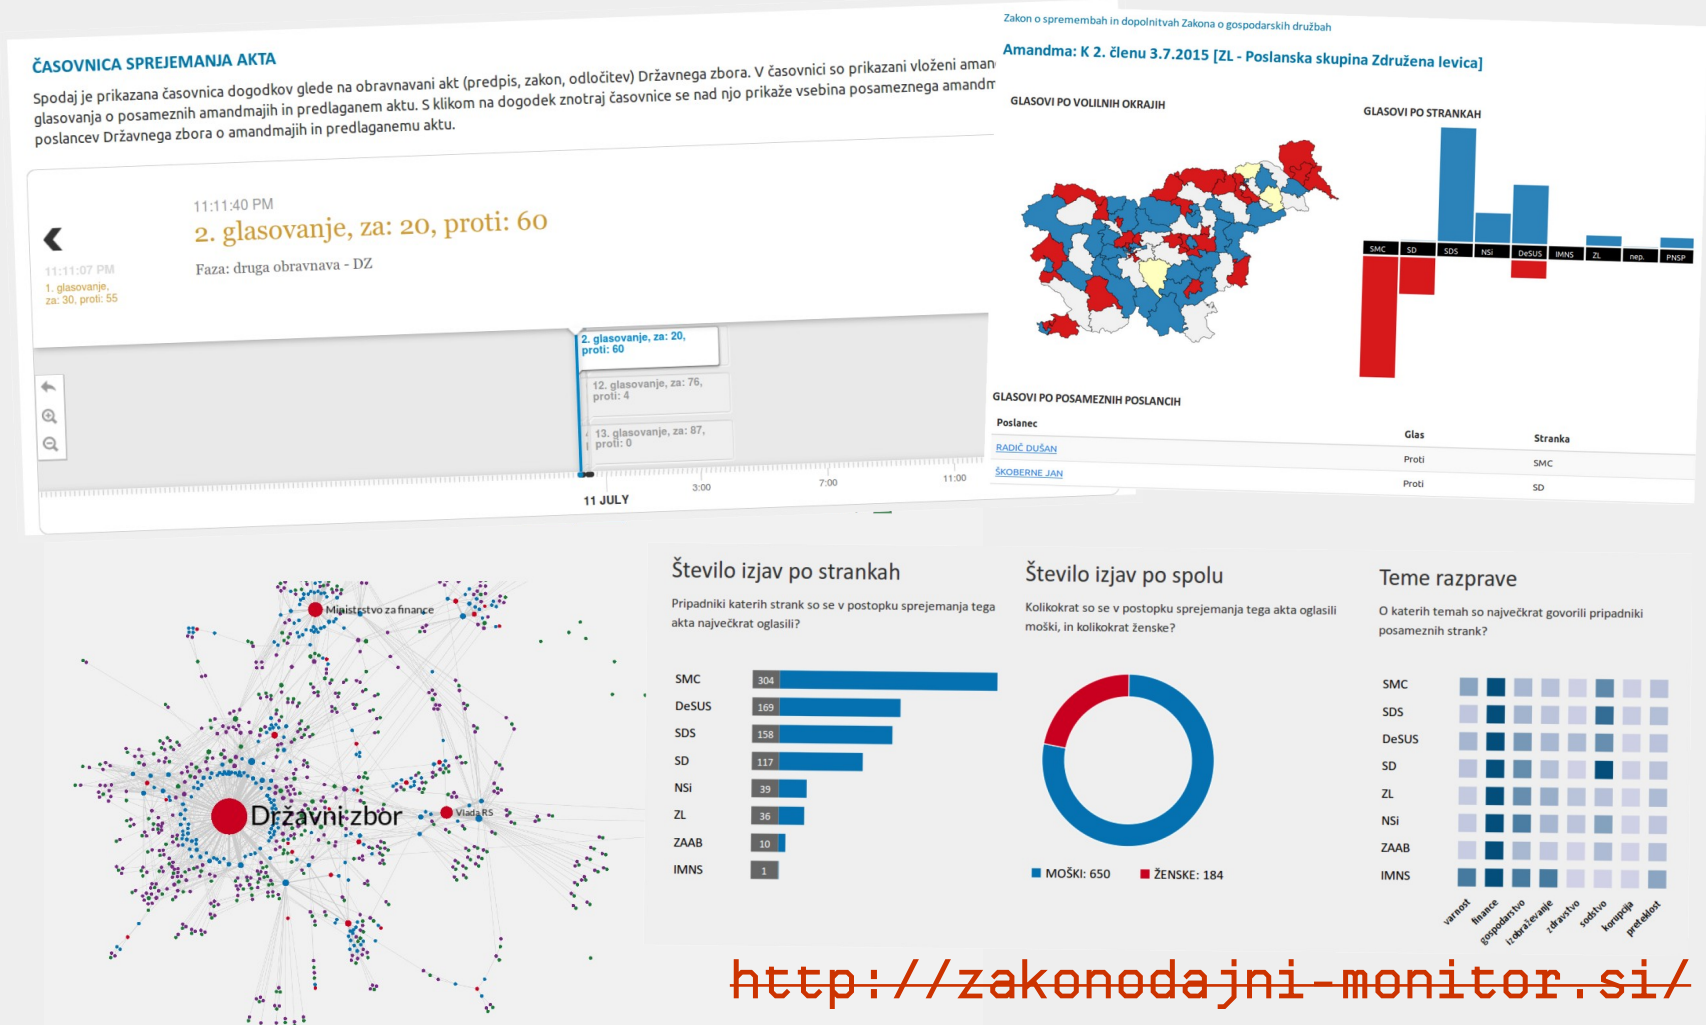 ČASOVNICA SPREJEMANJA AKTA
Spodaj je prikazana časovnica dogodkov glede na obravnavani akt (predpis, zakon, odločitev) Državnega zbora. V časovnici so prikazani vloženi
glasovanja o posameznih amandmajih in predlaganem aktu. S klikom na dogodek znotraj časovnice se nad njo prikaže vsebina posameznega
poslancev Državnega zbora o amandmajih in predlaganemu aktu.
11:11:40 PM
2. glasovanje, za: 20, proti: 60
Faza: druga obravnava - DZ
11:11:07 PM
1. glasovanje,
za: 30, proti: 55
2. glasovanje, za: 20,
proti: 60
12. glasovanje, za: 76,
proti: 4
13. glasovanje, za: 87,
proti: 0
3:00
7:00
11:00
11 JULY
Zakon o spremembah in dopolnitvah Zakona o gospodarskih družbah
Amandma: K 2. členu 3.7.2015 [ZL - Poslanska skupina Združena levica]
GLASOVI PO VOLILNIH OKRAJIH
GLASOVI PO STRANKAH
SMC SD SDS NSi DeSUS IMNS ZL nep. PNSP
GLASOVI PO POSAMEZNIH POSLANCIH
Poslanec Glas Stranka
RADIČ DUŠAN Proti SMC
ŠKOBERNE JAN Proti SD
Ministrstvo za finance
Državni zbor
Vlada RS
Število izjav po strankah
Pripadniki katerih strank so se v postopku sprejemanja tega
akta največkrat oglasili?
SMC 304
DeSUS 169
SDS 158
SD 117
NSi 39
ZL 36
ZAAB 10
IMNS 1
Število izjav po spolu
Kolikokrat so se v postopku sprejemanja tega akta oglasili
moški, in kolikokrat ženske?
MOŠKI: 650 ŽENSKE: 184
Teme razprave
O katerih temah so največkrat govorili pripadniki
posameznih strank?
SMC
SDS
DeSUS
SD
ZL
NSi
ZAAB
IMNS
varnost finance gospodarstvo izobraževanje zdravstvo sodstvo korupcija preteklost
http://zakonodajni-monitor.si/